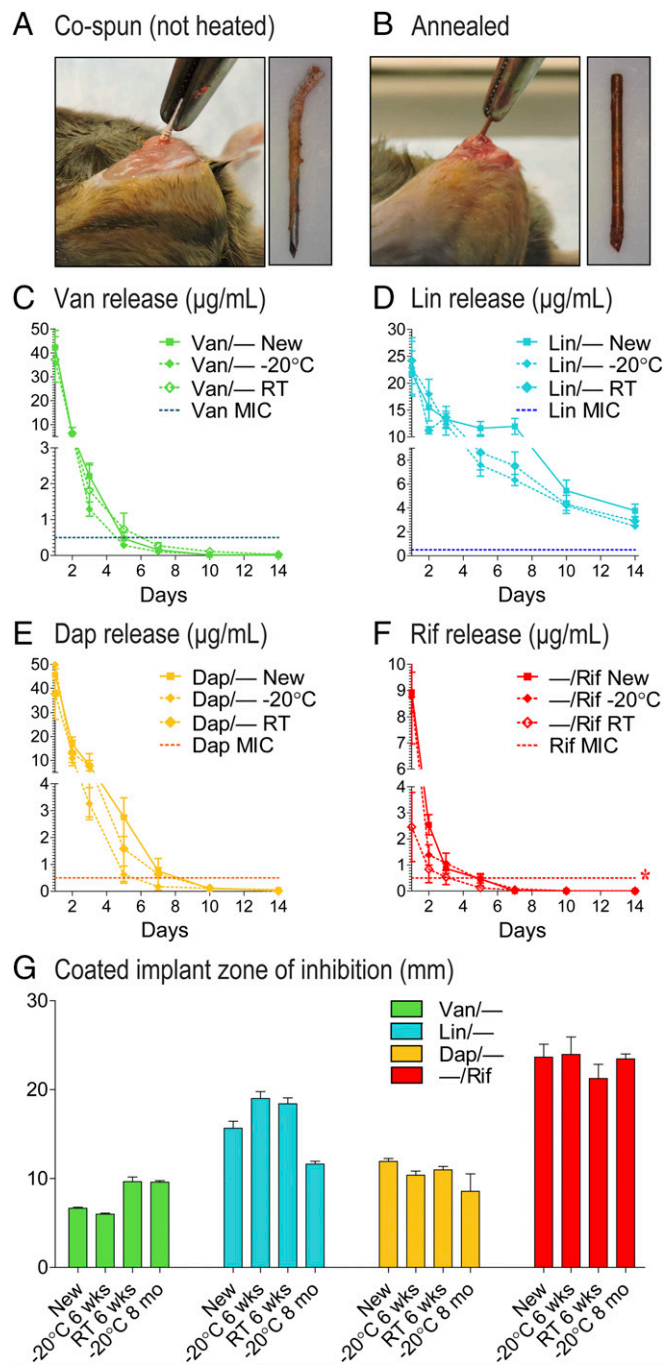 A Co-spun (not heated)
B Annealed
C Van release (µg/mL)
50
40
30
20
10
3
2
1
0
Van/— New
Van/— -20°C
Van/— RT
Van MIC
2 4 6 8 10 12 14
Days
D Lin release (µg/mL)
30
25
20
15
10
8
6
4
2
0
Lin/— New
Lin/— -20°C
Lin/— RT
Lin MIC
2 4 6 8 10 12 14
Days
E Dap release (µg/mL)
50
40
30
20
10
4
3
2
1
0
Dap/— New
Dap/— -20°C
Dap/— RT
Dap MIC
2 4 6 8 10 12 14
Days
F Rif release (µg/mL)
10
9
8
7
6
4
3
2
1
0
—/Rif New
—/Rif -20°C
—/Rif RT
Rif MIC
*
2 4 6 8 10 12 14
Days
G Coated implant zone of inhibition (mm)
30
20
10
0
Van/—
Lin/—
Dap/—
—/Rif
New
-20°C 6 wks
RT 6 wks
-20°C 8 mo
New
-20°C 6 wks
RT 6 wks
-20°C 8 mo
New
-20°C 6 wks
RT 6 wks
-20°C 8 mo
New
-20°C 6 wks
RT 6 wks
-20°C 8 mo